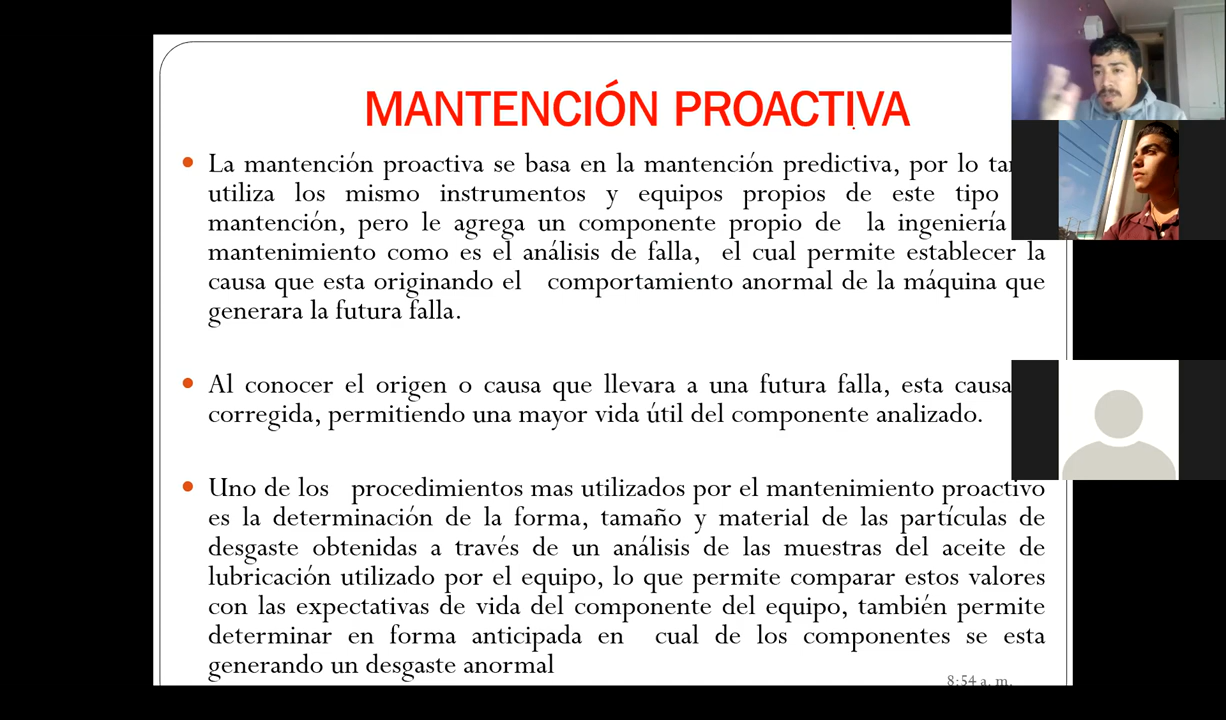 MANTENCIÓN PROACTIVA
La mantención proactiva se basa en la mantención predictiva, por lo
utiliza los mismo instrumentos y equipos propios de este tipo
mantención, pero le agrega un componente propio de la ingeniería
mantenimiento como es el análisis de falla, el cual permite establecer la
causa que esta originando el comportamiento anormal de la máquina que
generara la futura falla.
Al conocer el origen o causa que llevara a una futura falla, esta causa
corregida, permitiendo una mayor vida útil del componente analizado.
Uno de los procedimientos mas utilizados por el mantenimiento proactivo
es la determinación de la forma, tamaño y material de las partículas de
desgaste obtenidas a través de un análisis de las muestras del aceite de
lubricación utilizado por el equipo, lo que permite comparar estos valores
con las expectativas de vida del componente del equipo, también permite
determinar en forma anticipada en cual de los componentes se esta
generando un desgaste anormal
8:54 a. m.